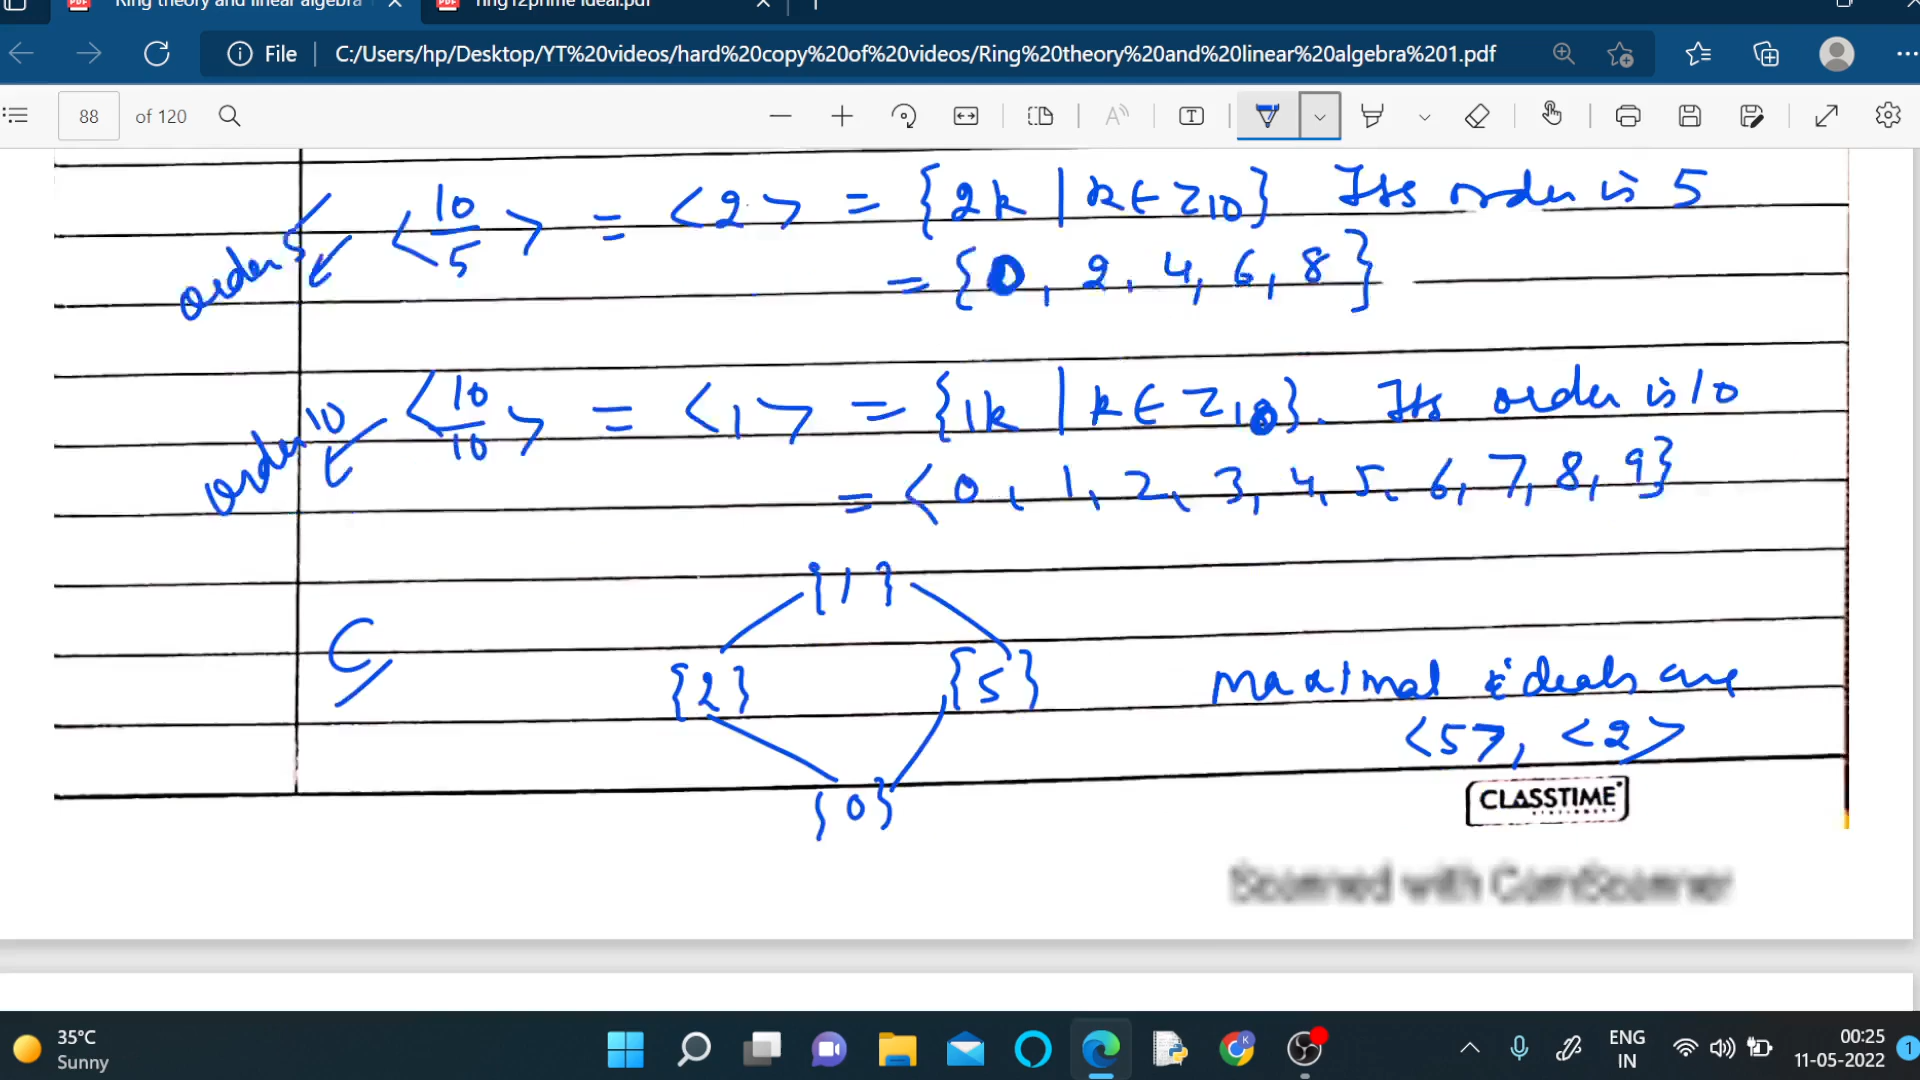 Ring theory and linear algebra
ring12prime ideal.pdf
File C:/Users/hp/Desktop/YT%20videos/hard%20copy%20of%20videos/Ring%20theory%20and%20linear%20algebra%201.pdf
88 of 120
order 5 <10/5> = <2> = {2k | k∈Z10} Its order is 5
= {0, 2, 4, 6, 8}
order 10 <10/10> = <1> = {1k | k∈Z10}. Its order is 10
= <0, 1, 2, 3, 4, 5, 6, 7, 8, 9}
{1}
C {2} {5} maximal ideals are
<5>, <2>
{0}
CLASSTIME
Scanned with CamScanner
35°C
Sunny
ENG
IN
00:25
11-05-2022
1